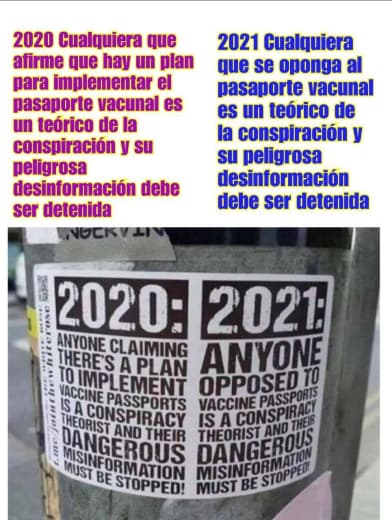 2020 Cualquiera que
afirme que hay un plan
para implementar el
pasaporte vacunal es
un teórico de la
conspiración y su
peligrosa
desinformación debe
ser detenida
2021 Cualquiera
que se oponga al
pasaporte vacunal
es un teórico de
la conspiración y
su peligrosa
desinformación
debe ser detenida
2020:
ANYONE CLAIMING
THERE'S A PLAN
TO IMPLEMENT
VACCINE PASSPORTS
IS A CONSPIRACY
THEORIST AND THEIR
DANGEROUS
MISINFORMATION
MUST BE STOPPED!
2021:
ANYONE
OPPOSED TO
VACCINE PASSPORTS
IS A CONSPIRACY
THEORIST AND THEIR
DANGEROUS
MISINFORMATION
MUST BE STOPPED!
t.me/jointhewhiterose